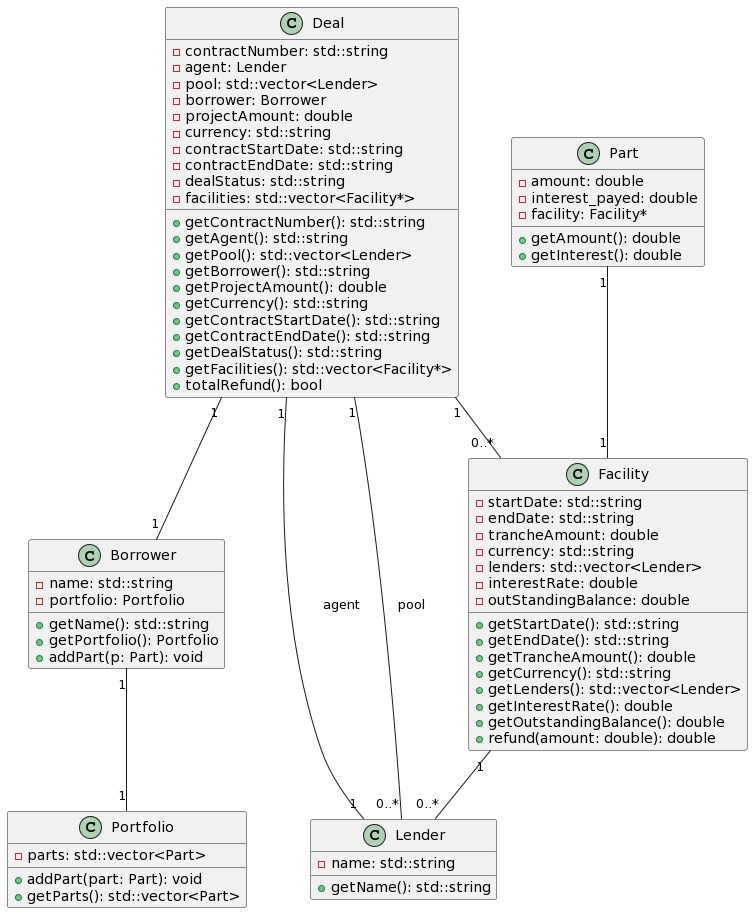 C Deal
contractNumber: std::string
agent: Lender
pool: std::vector<Lender>
borrower: Borrower
projectAmount: double
currency: std::string
contractStartDate: std::string
contractEndDate: std::string
dealStatus: std::string
facilities: std::vector<Facility*>
getContractNumber(): std::string
getAgent(): std::string
getPool(): std::vector<Lender>
getBorrower(): std::string
getProjectAmount(): double
getCurrency(): std::string
getContractStartDate(): std::string
getContractEndDate(): std::string
getDealStatus(): std::string
getFacilities(): std::vector<Facility*>
totalRefund(): bool
C Part
amount: double
interest_payed: double
facility: Facility*
getAmount(): double
getInterest(): double
1
1
1
1
1
0..*
1
1
C Facility
startDate: std::string
endDate: std::string
trancheAmount: double
currency: std::string
lenders: std::vector<Lender>
interestRate: double
outStandingBalance: double
getStartDate(): std::string
getEndDate(): std::string
getTrancheAmount(): double
getCurrency(): std::string
getLenders(): std::vector<Lender>
getInterestRate(): double
getOutstandingBalance(): double
refund(amount: double): double
C Borrower
name: std::string
portfolio: Portfolio
getName(): std::string
getPortfolio(): Portfolio
addPart(p: Part): void
agent
pool
1
1
1
1
0..*
0..*
C Portfolio
parts: std::vector<Part>
addPart(part: Part): void
getParts(): std::vector<Part>
C Lender
name: std::string
getName(): std::string